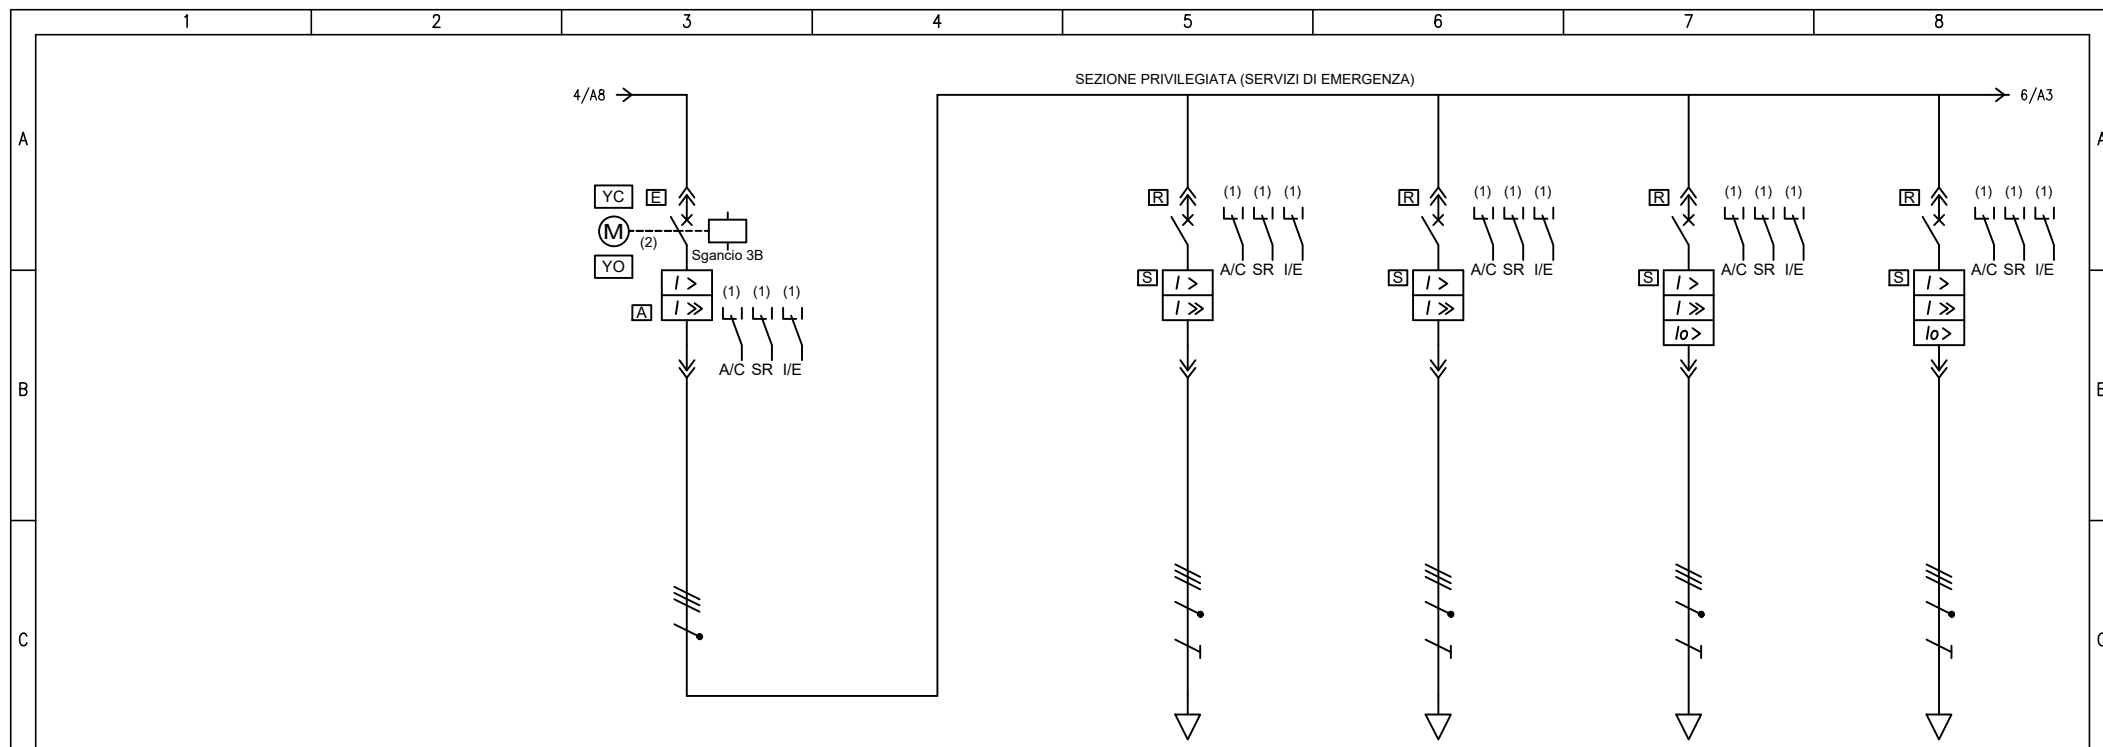 1 2 3 4 5 6 7 8
SEZIONE PRIVILEGIATA (SERVIZI DI EMERGENZA)
4/A8 6/A3
A A
YC E R (1) (1) (1) R (1) (1) (1) R (1) (1) (1) R (1) (1) (1)
M (2)
Sgancio 3B
YO A/C SR I/E A/C SR I/E A/C SR I/E A/C SR I/E
I > S I > S I > S I > S I >
(1) (1) (1)
A I >> I >> I >> I >> I >>
Io> Io>
A/C SR I/E
B
C